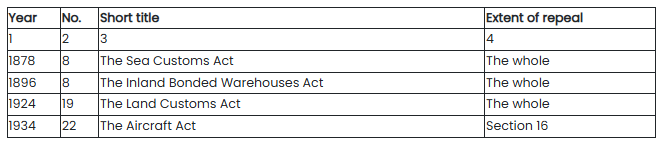 Year No. Short title Extent of repeal
1 2 3 4
1878 8 The Sea Customs Act The whole
1896 8 The Inland Bonded Warehouses Act The whole
1924 19 The Land Customs Act The whole
1934 22 The Aircraft Act Section 16